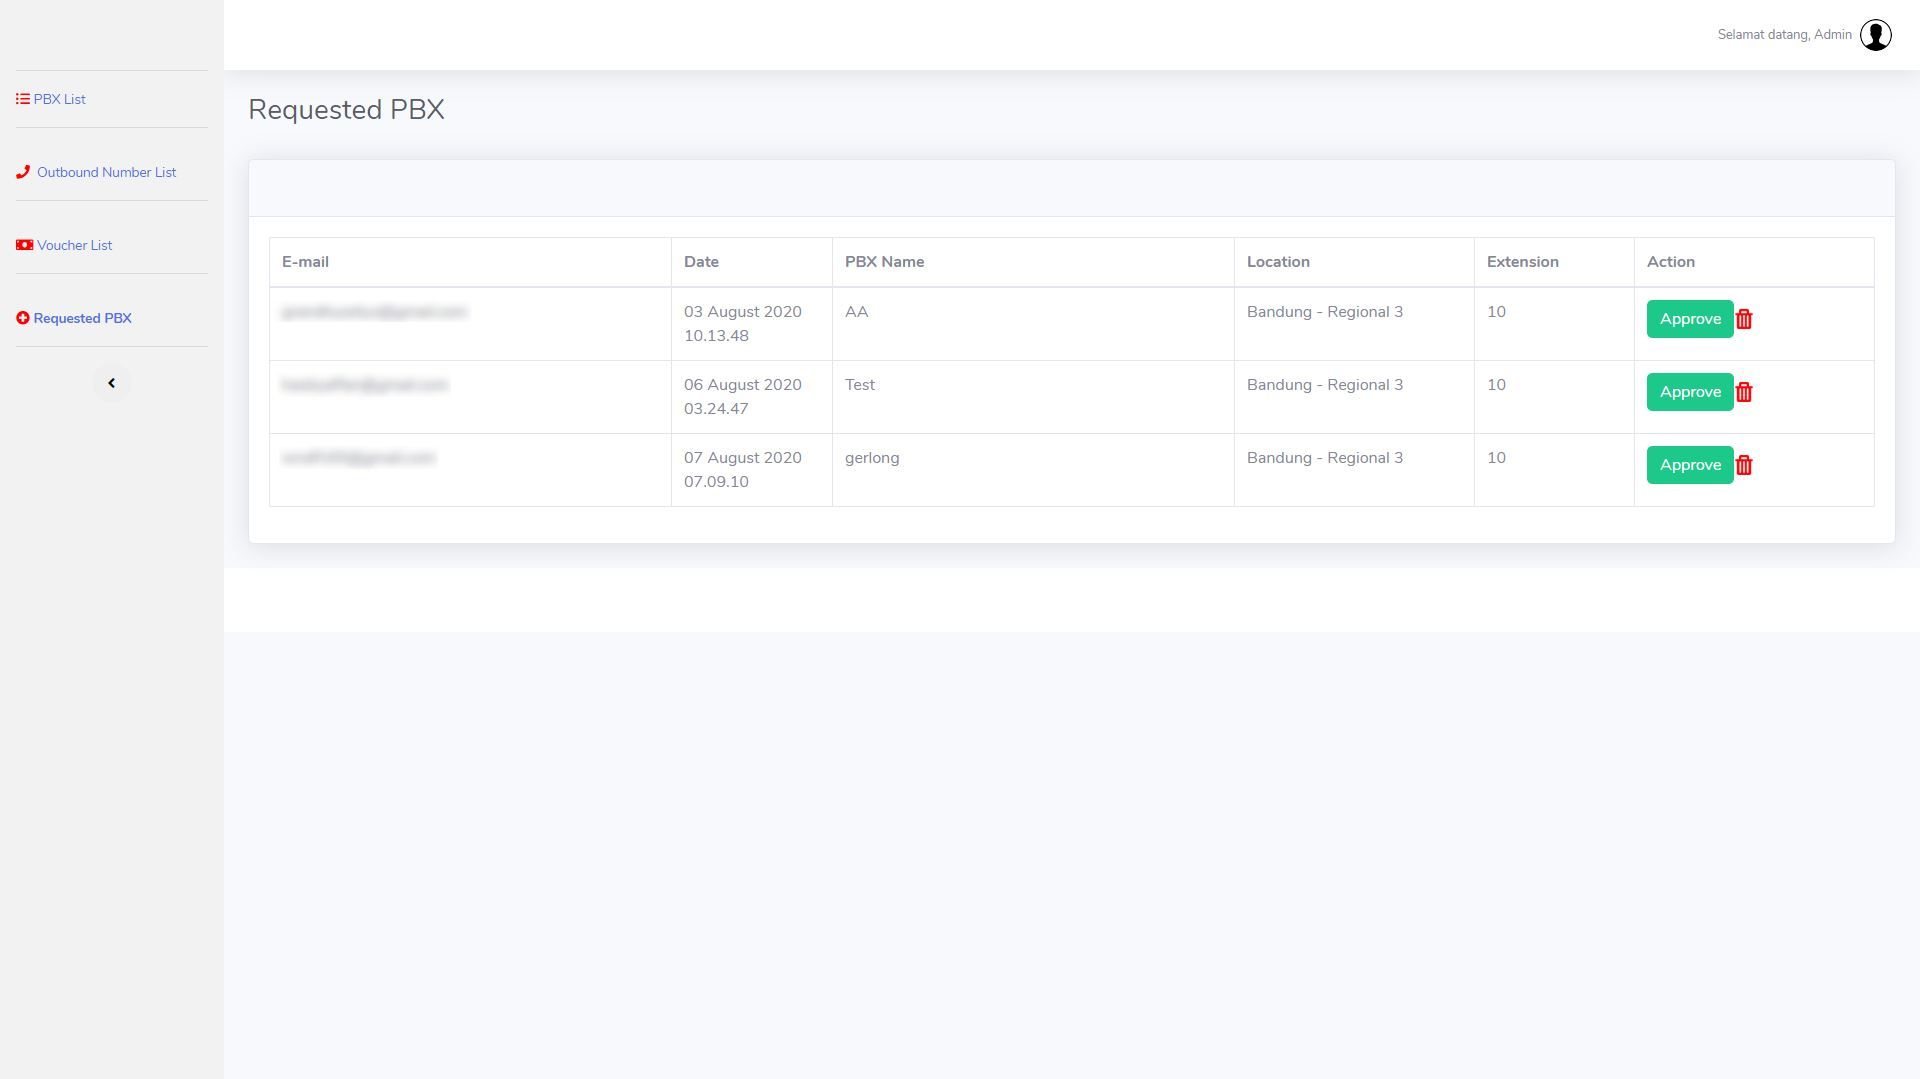 Selamat datang, Admin
PBX List
Outbound Number List
Voucher List
Requested PBX
Requested PBX
E-mail Date PBX Name Location Extension Action
03 August 2020 AA Bandung - Regional 3 10 Approve
10.13.48
06 August 2020 Test Bandung - Regional 3 10 Approve
03.24.47
07 August 2020 gerlong Bandung - Regional 3 10 Approve
07.09.10